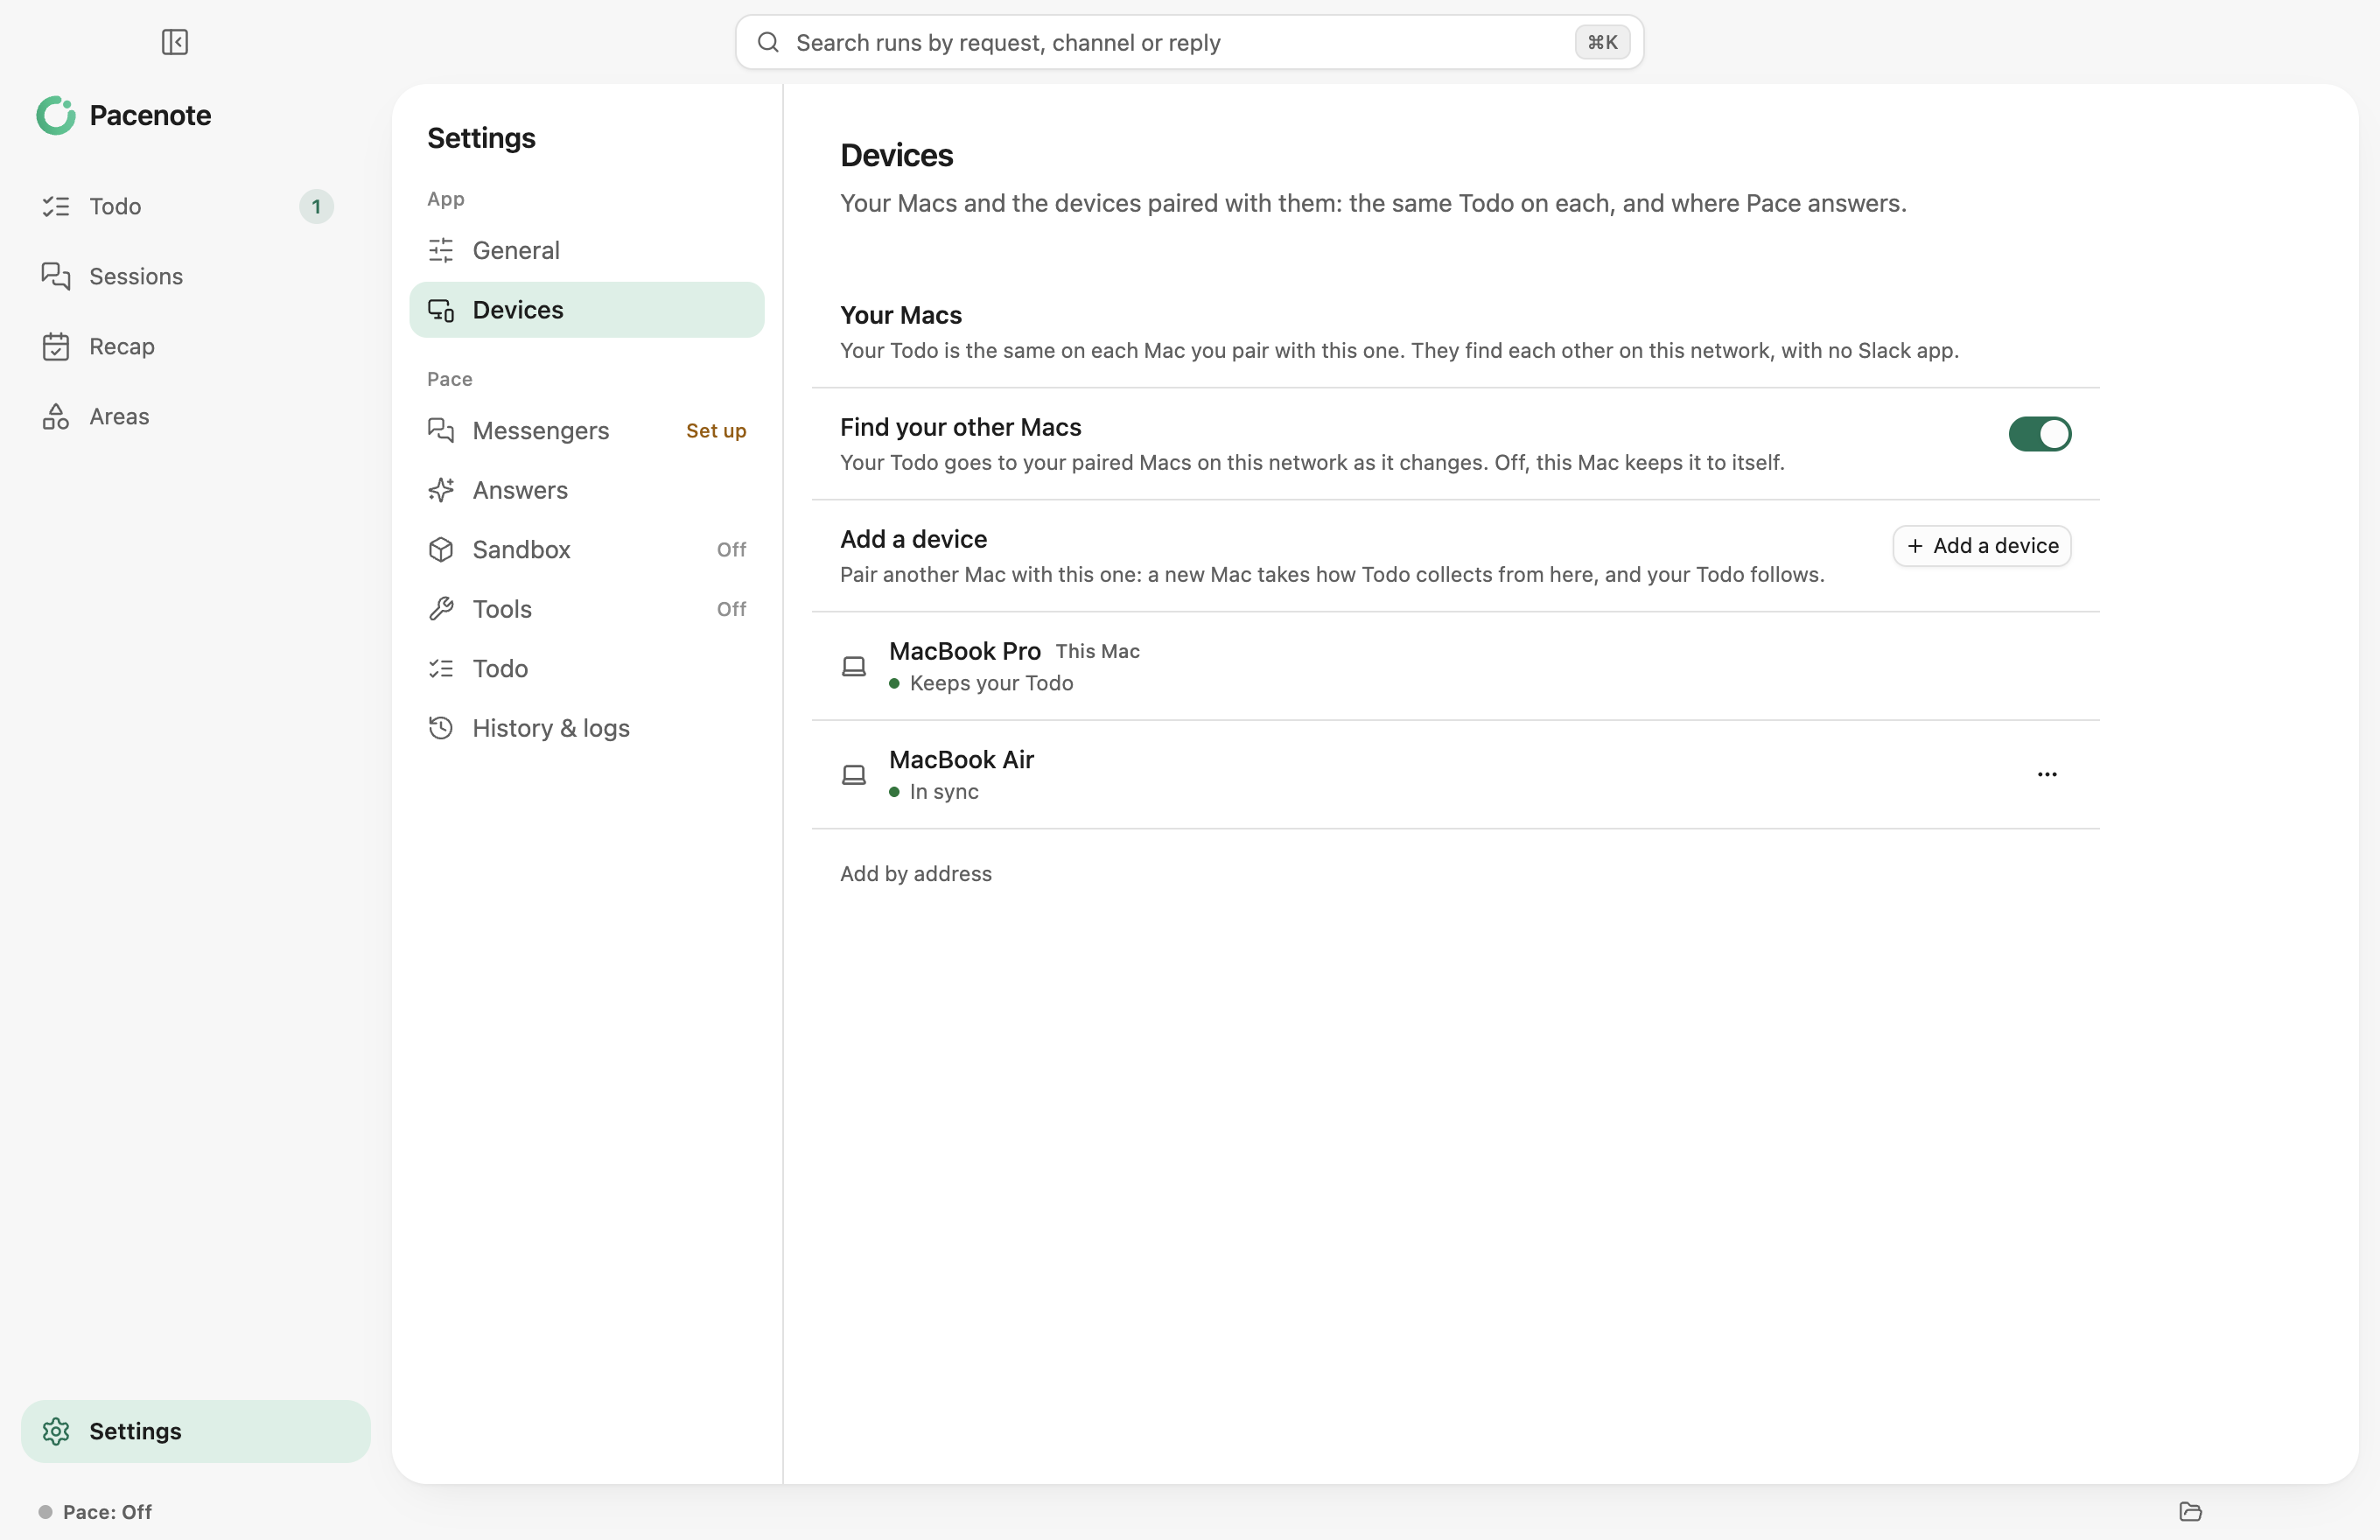 Search runs by request, channel or reply
⌘K
Pacenote
Todo
1
Sessions
Recap
Areas
Settings
Pace: Off
Settings
App
General
Devices
Pace
Messengers
Set up
Answers
Sandbox
Off
Tools
Off
Todo
History & logs
Devices
Your Macs and the devices paired with them: the same Todo on each, and where Pace answers.
Your Macs
Your Todo is the same on each Mac you pair with this one. They find each other on this network, with no Slack app.
Find your other Macs
Your Todo goes to your paired Macs on this network as it changes. Off, this Mac keeps it to itself.
Add a device
Pair another Mac with this one: a new Mac takes how Todo collects from here, and your Todo follows.
+ Add a device
MacBook Pro This Mac
Keeps your Todo
MacBook Air
In sync
Add by address